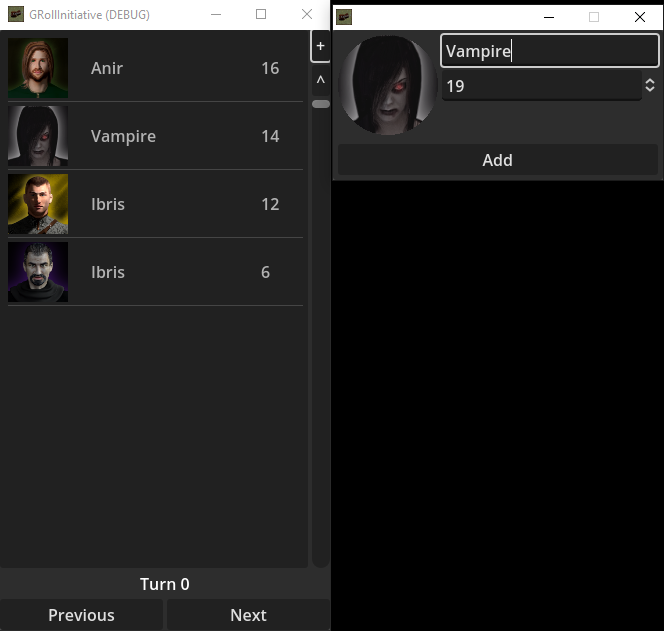 GRollInitiative (DEBUG)
+
Anir 16
^
Vampire 14
Ibris 12
Ibris 6
Turn 0
Previous Next
Vampire
19
Add